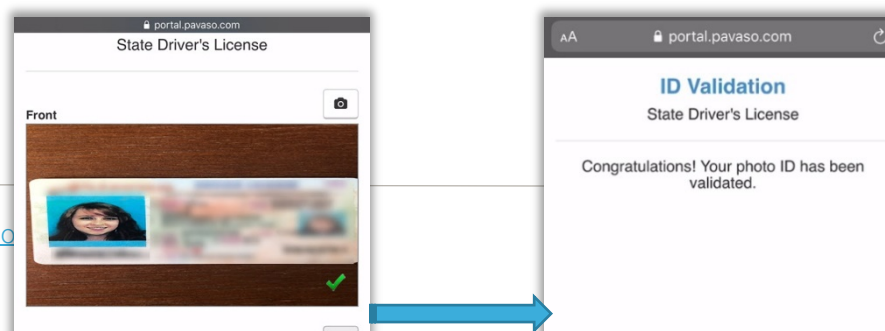 portal.pavaso.com
State Driver's License
Front
AA
portal.pavaso.com
ID Validation
State Driver's License
Congratulations! Your photo ID has been
validated.